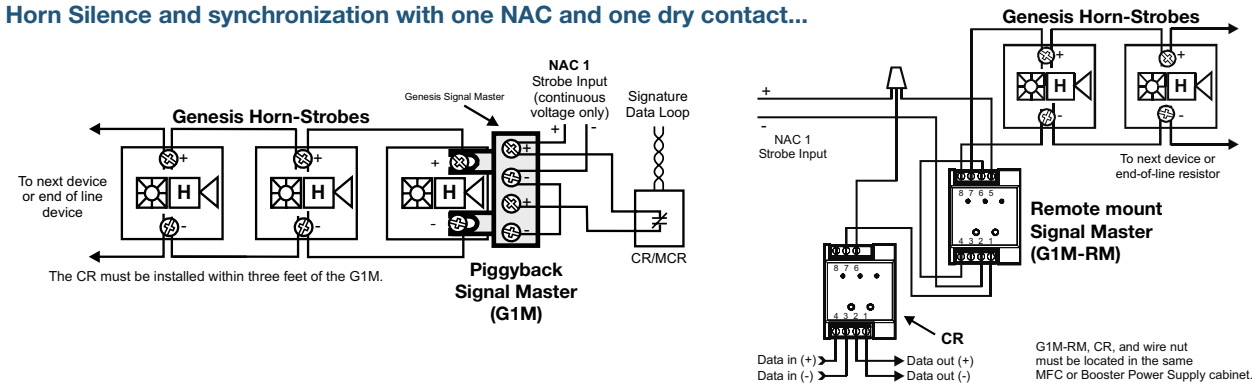 Horn Silence and synchronization with one NAC and one dry contact...
Genesis Horn-Strobes
To next device
or end of line
device
+
-
H
+
-
H
+
-
H
Genesis Signal Master
NAC 1
Strobe Input
(continuous
voltage only)
+ -
+
-
+
-
Signature
Data Loop
CR/MCR
The CR must be installed within three feet of the G1M.
Piggyback
Signal Master
(G1M)
Genesis Horn-Strobes
+
-
H
+
-
H
+
-
NAC 1
Strobe Input
To next device or
end-of-line resistor
8 7 6 5
4 3 2 1
Remote mount
Signal Master
(G1M-RM)
8 7 6
4 3 2 1
CR
Data in (+)
Data in (-)
Data out (+)
Data out (-)
G1M-RM, CR, and wire nut
must be located in the same
MFC or Booster Power Supply cabinet.